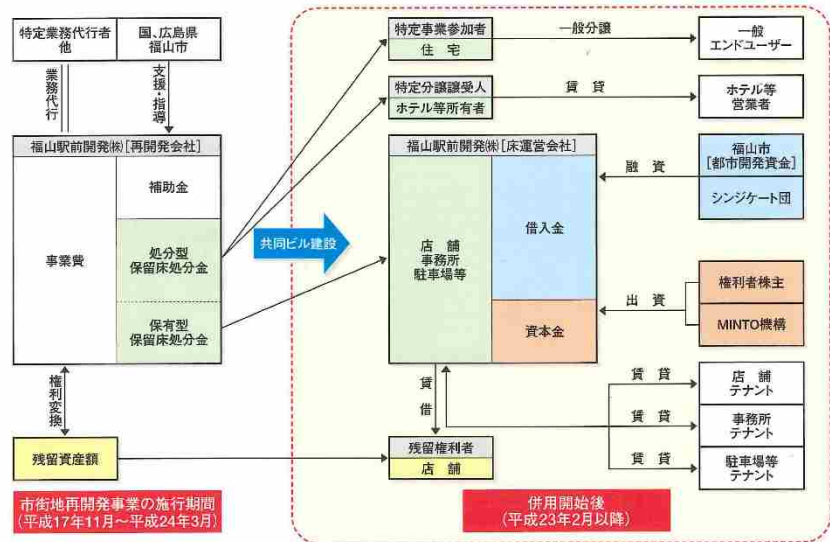 特定業務代行者
他
国、広島県
福山市
業務代行
支援・指導
福山駅前開発㈱[再開発会社]
事業費
補助金
処分型
保留床処分金
保有型
保留床処分金
権利変換
残留資産額
市街地再開発事業の施行期間
(平成17年11月〜平成24年3月)
共同ビル建設
特定事業参加者
住宅
一般分譲
一般
エンドユーザー
特定分譲譲受人
ホテル等所有者
賃貸
ホテル等
営業者
福山駅前開発㈱[床運営会社]
店舗
事務所
駐車場等
借入金
資本金
融資
福山市
[都市開発資金]
シンジケート団
出資
権利者株主
MINTO機構
賃借
残留権利者
店舗
賃貸
店舗
テナント
賃貸
事務所
テナント
賃貸
駐車場等
テナント
併用開始後
(平成23年2月以降)